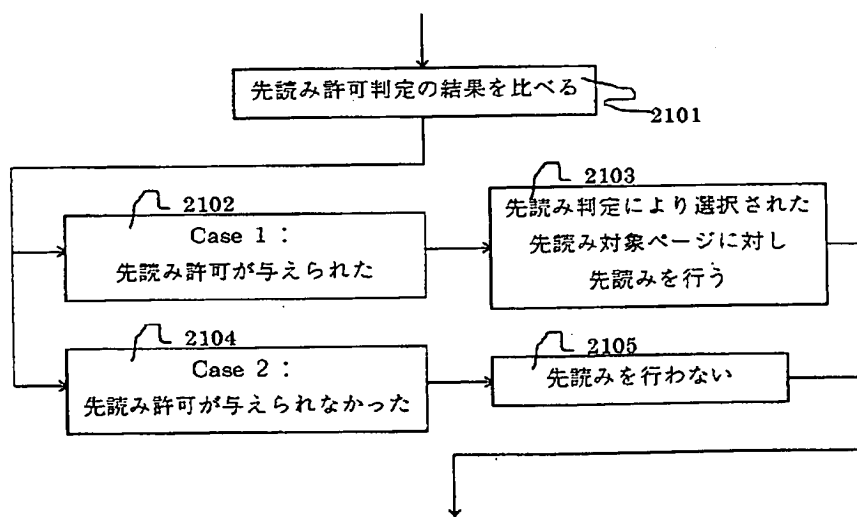 先読み許可判定の結果を比べる
2101
2102
Case 1:
先読み許可が与えられた
2103
先読み判定により選択された
先読み対象ページに対し
先読みを行う
2104
Case 2:
先読み許可が与えられなかった
2105
先読みを行わない